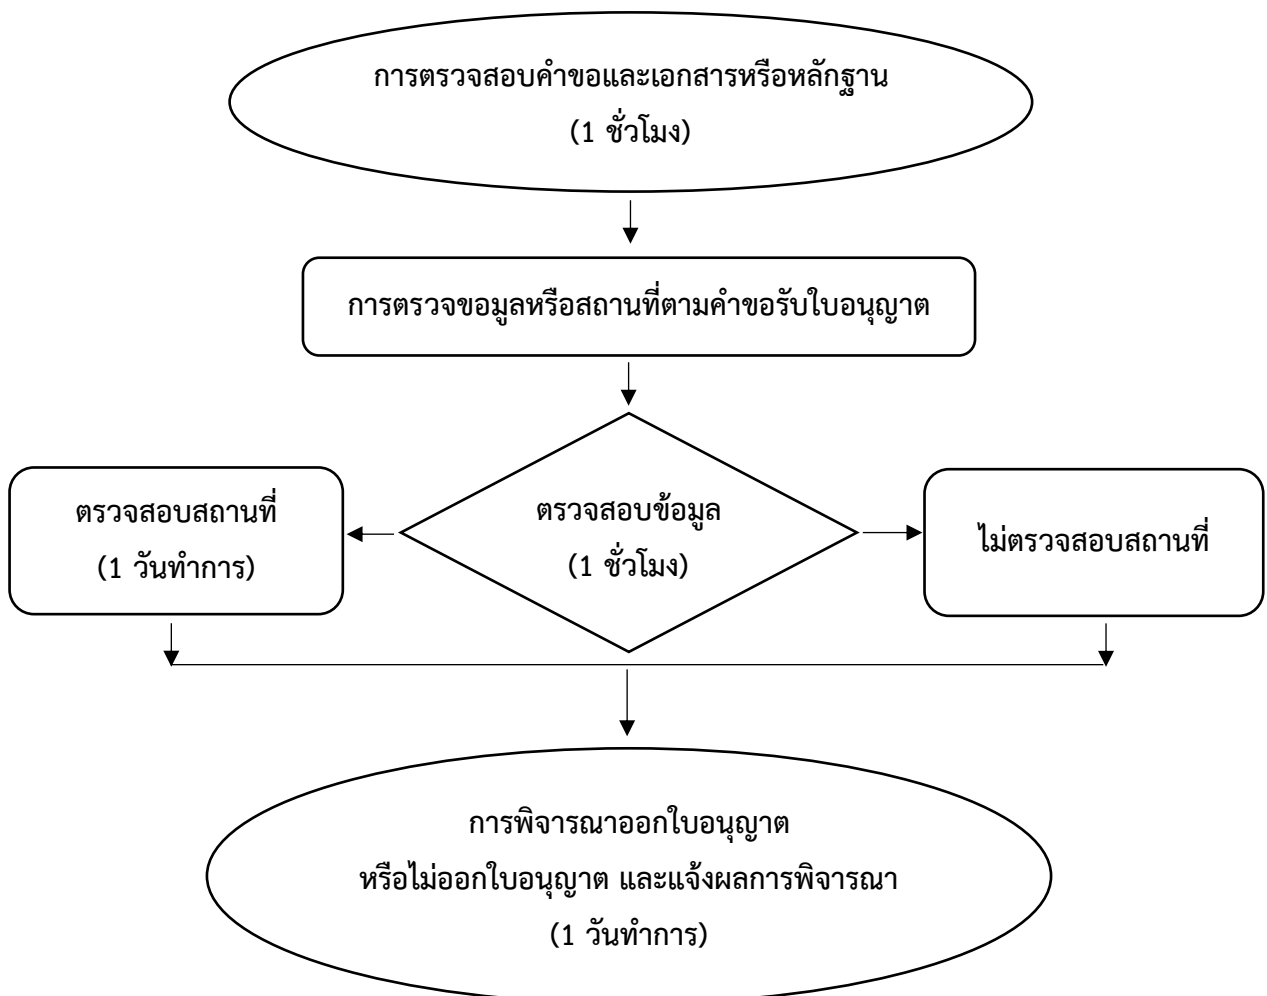 การตรวจสอบคำขอและเอกสารหรือหลักฐาน
(1 ชั่วโมง)
การตรวจขอมูลหรือสถานที่ตามคำขอรับใบอนุญาต
ตรวจสอบสถานที่
(1 วันทำการ)
ตรวจสอบข้อมูล
(1 ชั่วโมง)
ไม่ตรวจสอบสถานที่
การพิจารณาออกใบอนุญาต
หรือไม่ออกใบอนุญาต และแจ้งผลการพิจารณา
(1 วันทำการ)